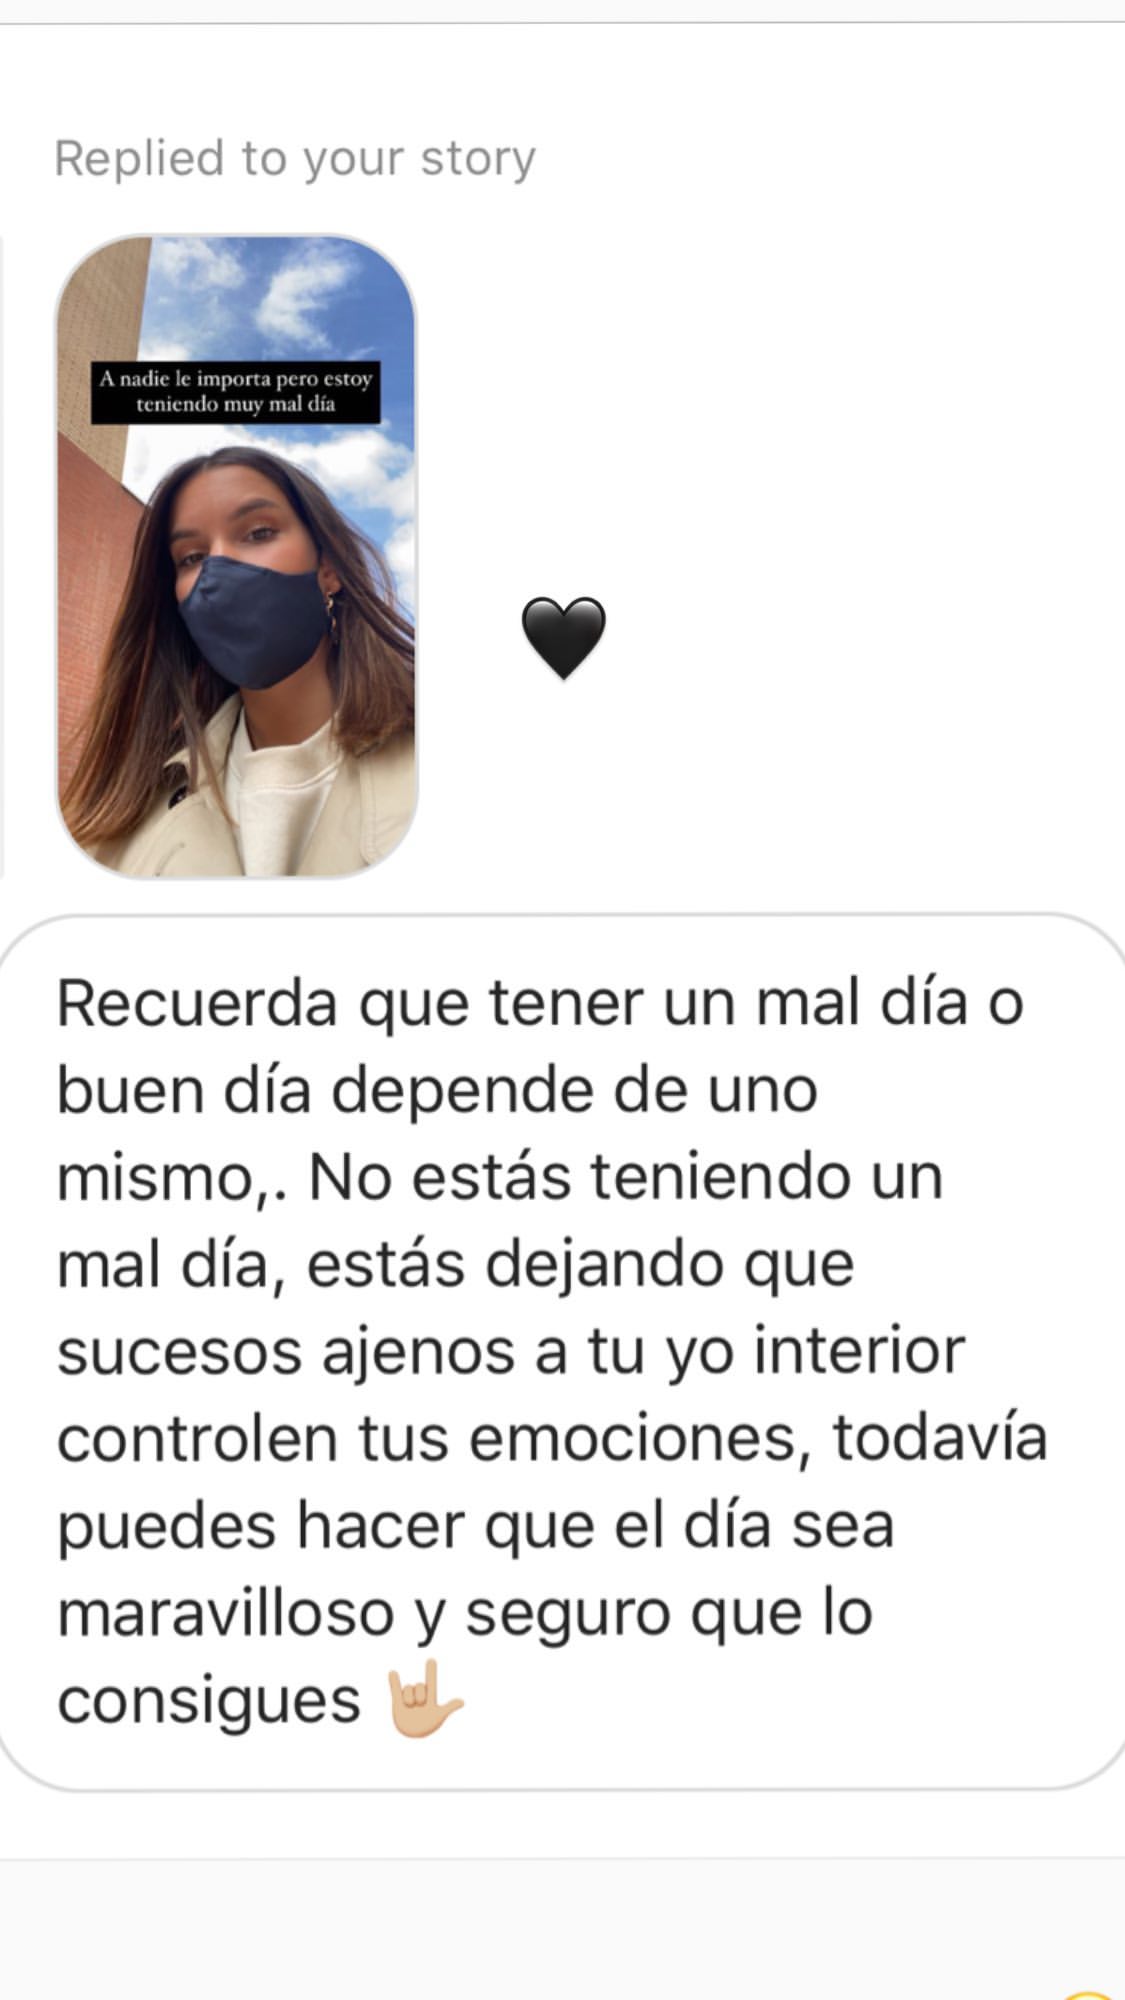 Replied to your story
A nadie le importa pero estoy
teniendo muy mal día
Recuerda que tener un mal día o
buen día depende de uno
mismo,. No estás teniendo un
mal día, estás dejando que
sucesos ajenos a tu yo interior
controlen tus emociones, todavía
puedes hacer que el día sea
maravilloso y seguro que lo
consigues 🤟🏼